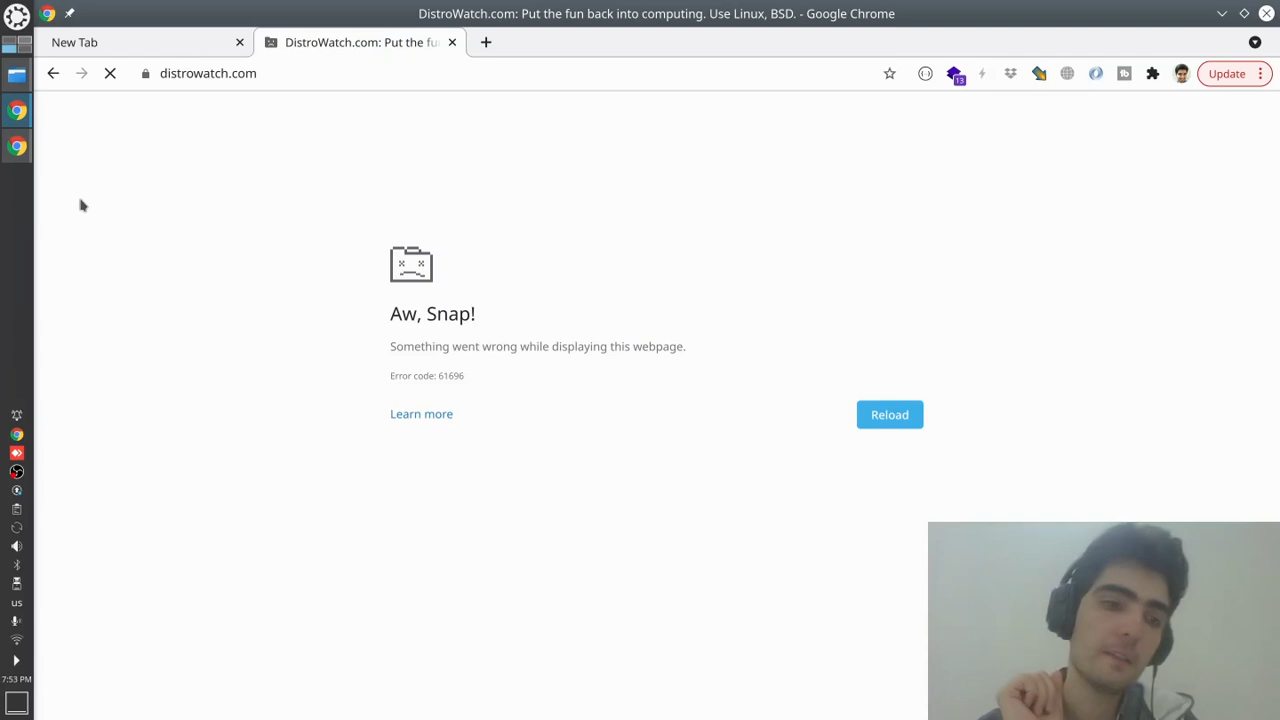 DistroWatch.com: Put the fun back into computing. Use Linux, BSD. - Google Chrome
New Tab
DistroWatch.com: Put the fu
distrowatch.com
13
Update
Aw, Snap!
Something went wrong while displaying this webpage.
Error code: 61696
Learn more
Reload
us
7:53 PM